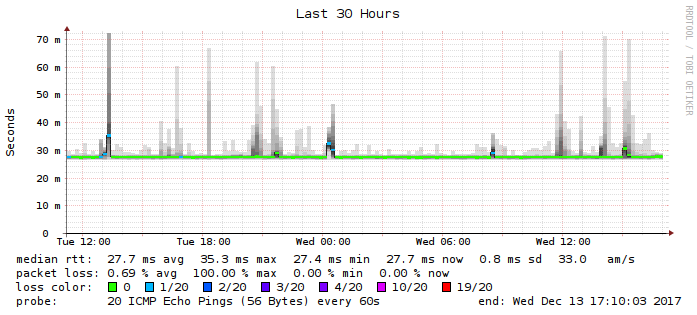 Last 30 Hours
RRDTOOL / TOBI OETIKER
Seconds
70 m
60 m
50 m
40 m
30 m
20 m
10 m
0
Tue 12:00 Tue 18:00 Wed 00:00 Wed 06:00 Wed 12:00
median rtt: 27.7 ms avg 35.3 ms max 27.4 ms min 27.7 ms now 0.8 ms sd 33.0 am/s
packet loss: 0.69 % avg 100.00 % max 0.00 % min 0.00 % now
loss color: 0 1/20 2/20 3/20 4/20 10/20 19/20
probe: 20 ICMP Echo Pings (56 Bytes) every 60s end: Wed Dec 13 17:10:03 2017